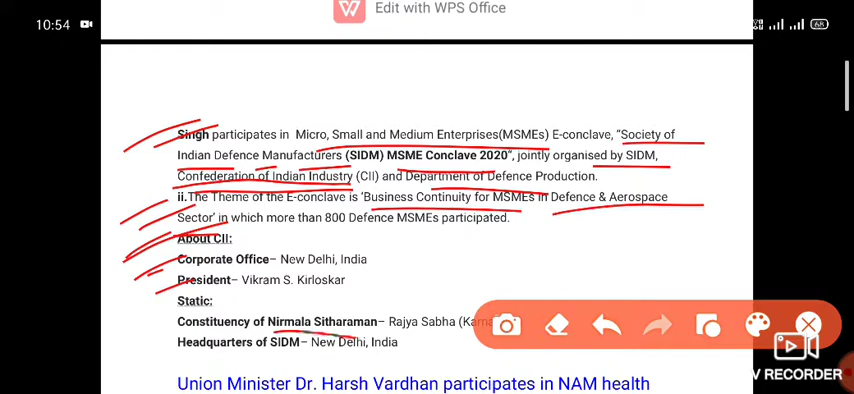 Edit with WPS Office
10:54
68
Singh participates in Micro, Small and Medium Enterprises(MSMEs) E-conclave, “Society of
Indian Defence Manufacturers (SIDM) MSME Conclave 2020”, jointly organised by SIDM,
Confederation of Indian Industry (CII) and Department of Defence Production.
ii.The Theme of the E-conclave is ‘Business Continuity for MSMEs in Defence & Aerospace
Sector’ in which more than 800 Defence MSMEs participated.
About CII:
Corporate Office– New Delhi, India
President– Vikram S. Kirloskar
Static:
Constituency of Nirmala Sitharaman– Rajya Sabha
Headquarters of SIDM– New Delhi, India
RECORDER
Union Minister Dr. Harsh Vardhan participates in NAM health